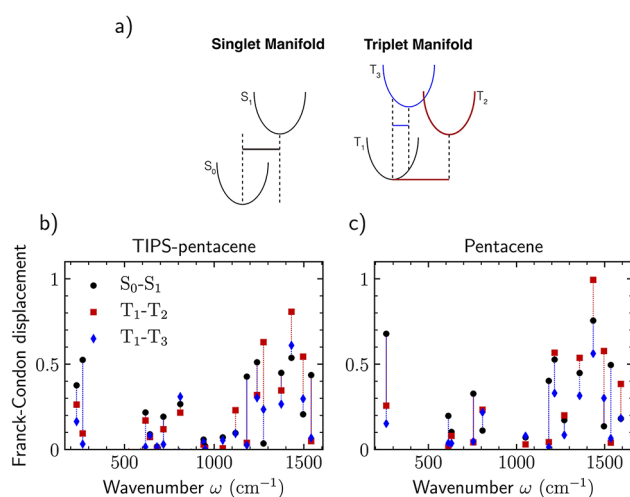 a)
Singlet Manifold
Triplet Manifold
T3
S1
T2
T1
S0
b)
c)
TIPS-pentacene
Pentacene
Franck-Condon displacement
1
0.5
0
S0-S1
T1-T2
T1-T3
500
1000
1500
Wavenumber ω (cm−1)
1
0.5
0
500
1000
1500
Wavenumber ω (cm−1)